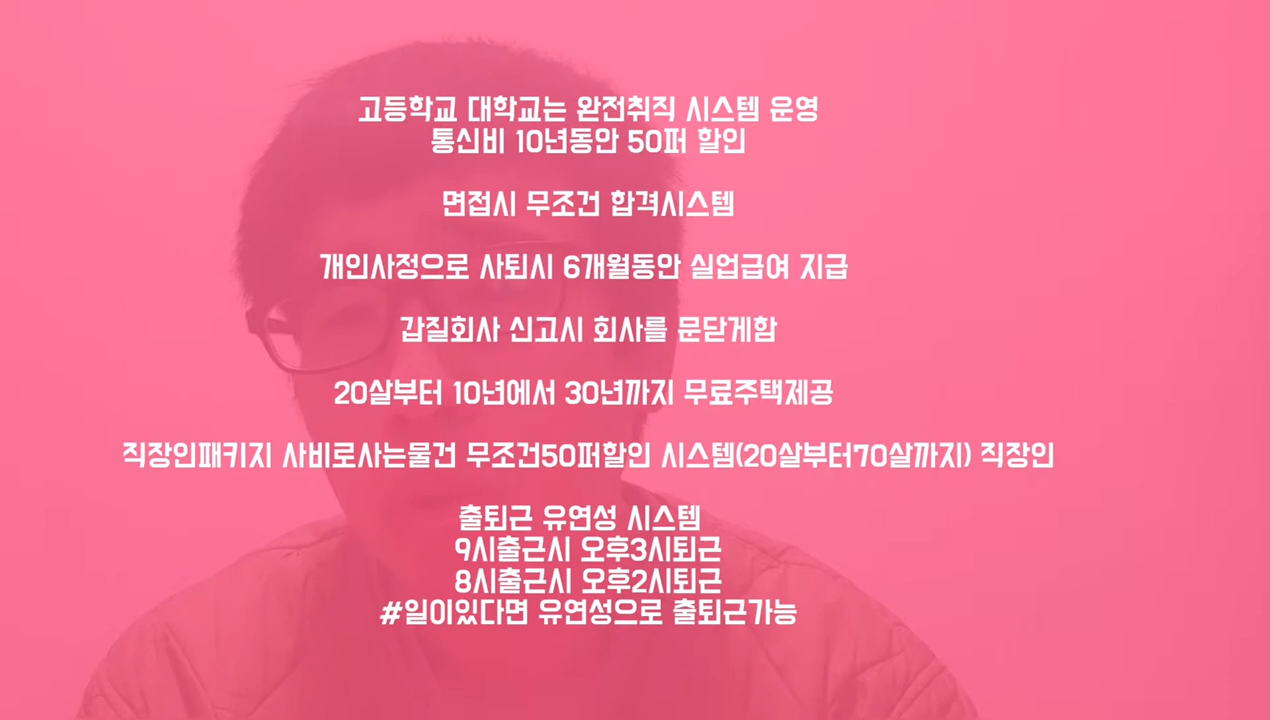 고등학교 대학교는 완전취직 시스템 운영
통신비 10년동안 50퍼 할인
면접시 무조건 합격시스템
개인사정으로 사퇴시 6개월동안 실업급여 지급
갑질회사 신고시 회사를 문닫게함
20살부터 10년에서 30년까지 무료주택제공
직장인패키지 사비로사는물건 무조건50퍼할인 시스템(20살부터70살까지) 직장인
출퇴근 유연성 시스템
9시출근시 오후3시퇴근
8시출근시 오후2시퇴근
#일이있다면 유연성으로 출퇴근가능